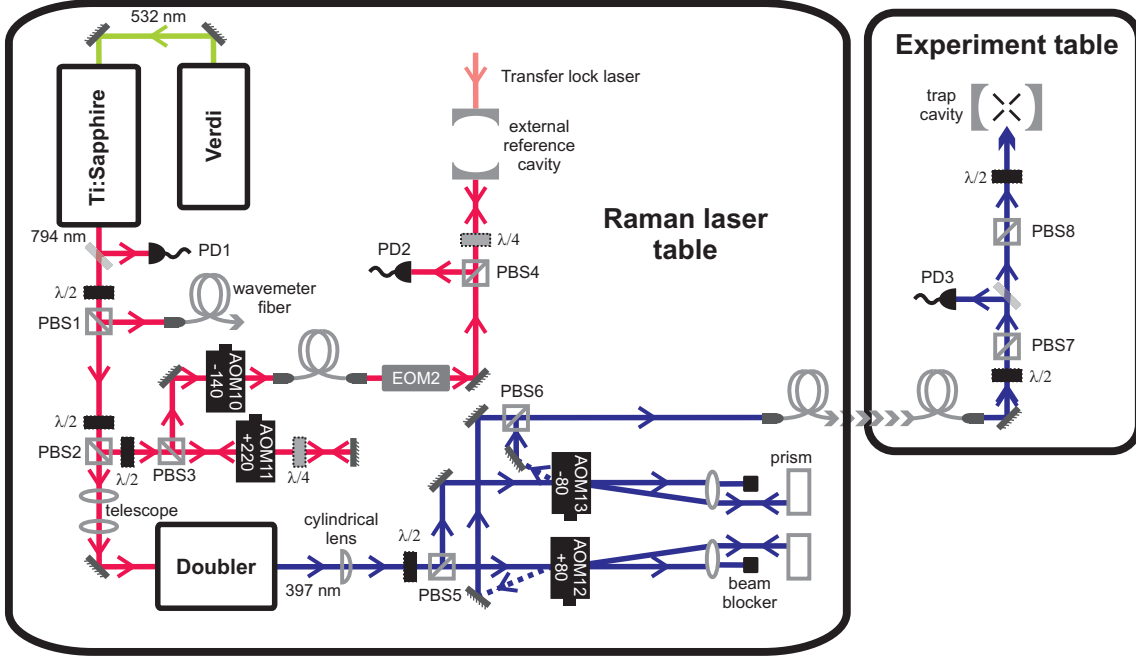 532 nm
Experiment table
Ti:Sapphire
Verdi
Transfer lock laser
external
reference
cavity
trap
cavity
λ/2
Raman laser
table
794 nm
PD1
PD2
λ/4
PBS4
PBS8
λ/2
wavemeter
fiber
PBS1
PD3
PBS7
λ/2
AOM10
-140
EOM2
PBS6
λ/2
PBS2
λ/2
PBS3
AOM11
+220
λ/4
AOM13
-80
prism
telescope
cylindrical
lens
λ/2
Doubler
397 nm
PBS5
AOM12
+80
beam
blocker